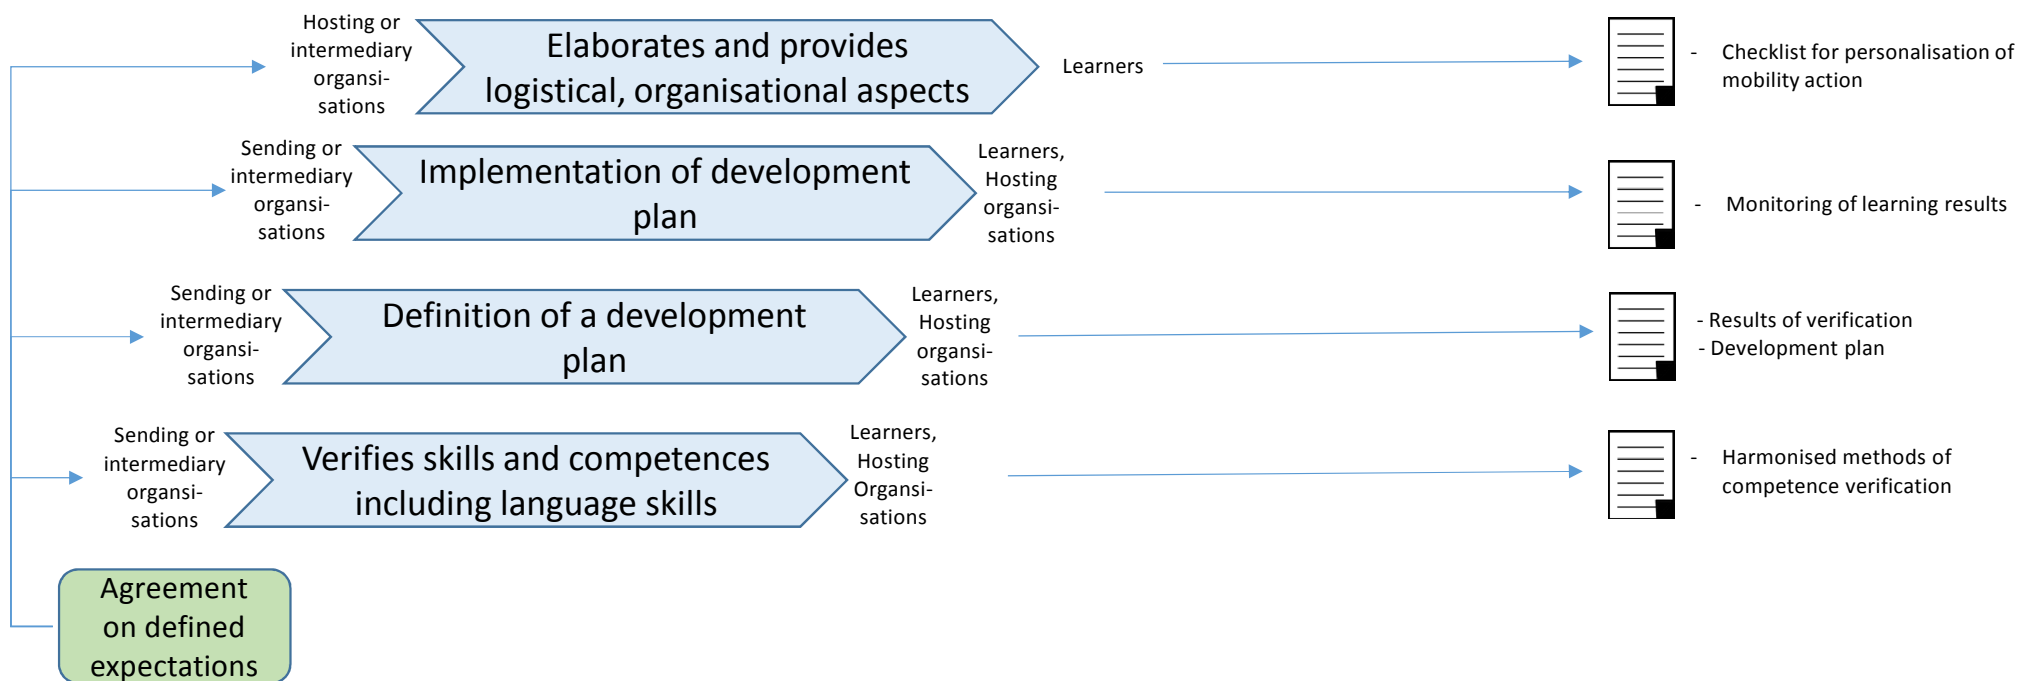 Hosting or
intermediary
organsi-
sations
Elaborates and provides
logistical, organisational aspects
Learners
- Checklist for personalisation of
mobility action
Sending or
intermediary
organsi-
sations
Implementation of development
plan
Learners,
Hosting
organsi-
sations
- Monitoring of learning results
Sending or
intermediary
organsi-
sations
Definition of a development
plan
Learners,
Hosting
organsi-
sations
- Results of verification
- Development plan
Sending or
intermediary
organsi-
sations
Verifies skills and competences
including language skills
Learners,
Hosting
Organsi-
sations
- Harmonised methods of
competence verification
Agreement
on defined
expectations